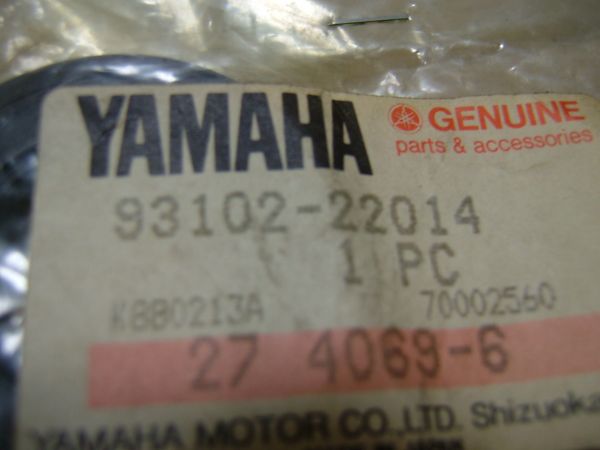 YAMAHA GENUINE
parts & accessories
93102-22014
1 PC
K880213A 70002560
27 4069-6
YAMAHA MOTOR CO.,LTD. Shizuoka